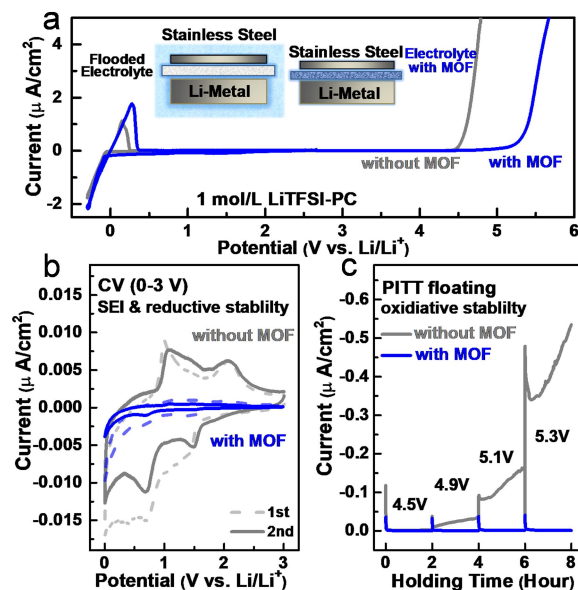 a
Flooded
Electrolyte
Stainless Steel
Li-Metal
Stainless Steel
Li-Metal
Electrolyte
with MOF
without MOF
with MOF
1 mol/L LiTFSI-PC
Current (μ A/cm²)
4
2
0
-2
0
1
2
3
4
5
6
Potential (V vs. Li/Li⁺)
b
CV (0-3 V)
SEI & reductive stablilty
without MOF
with MOF
1st
2nd
Current (μ A/cm²)
0.015
0.010
0.005
0.000
-0.005
-0.010
-0.015
0
1
2
3
Potential (V vs. Li/Li⁺)
c
PITT floating
oxidiative stablilty
without MOF
with MOF
4.5V
4.9V
5.1V
5.3V
Current (μ A/cm²)
-0.6
-0.5
-0.4
-0.3
-0.2
-0.1
0.0
0
2
4
6
8
Holding Time (Hour)